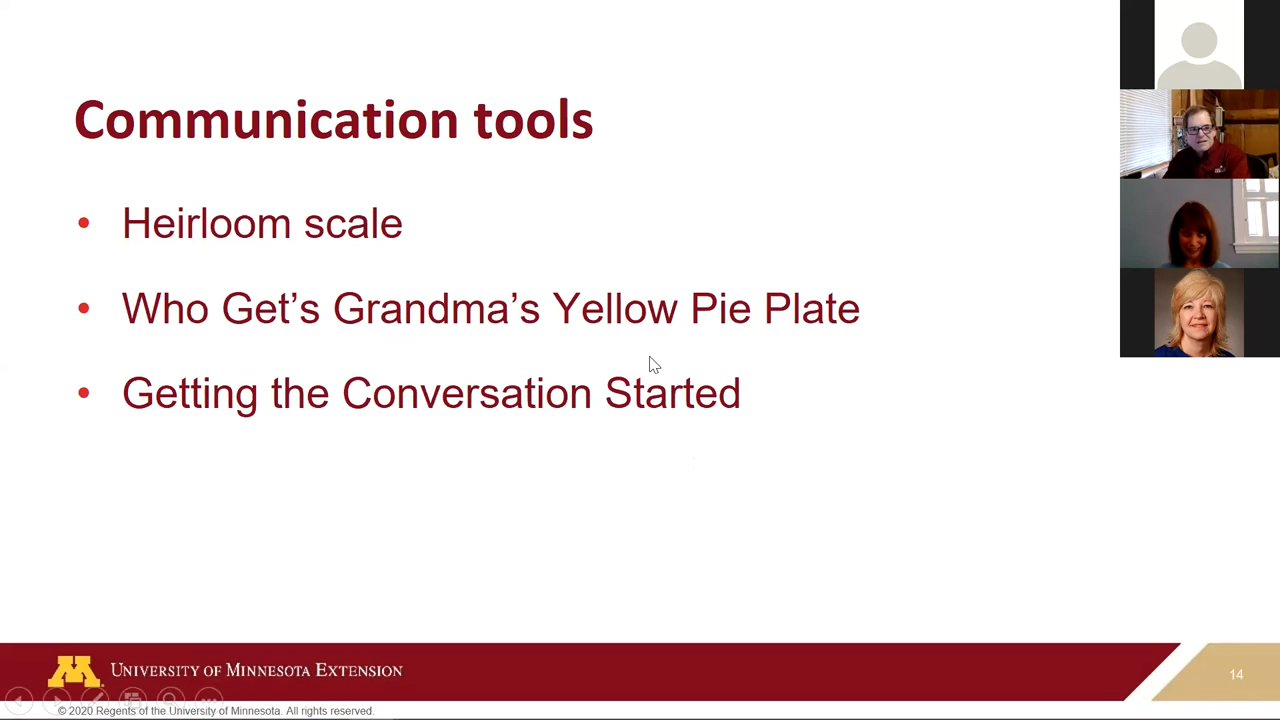 Communication tools
• Heirloom scale
• Who Get’s Grandma’s Yellow Pie Plate
• Getting the Conversation Started
M
UNIVERSITY OF MINNESOTA EXTENSION
14
© 2020 Regents of the University of Minnesota. All rights reserved.